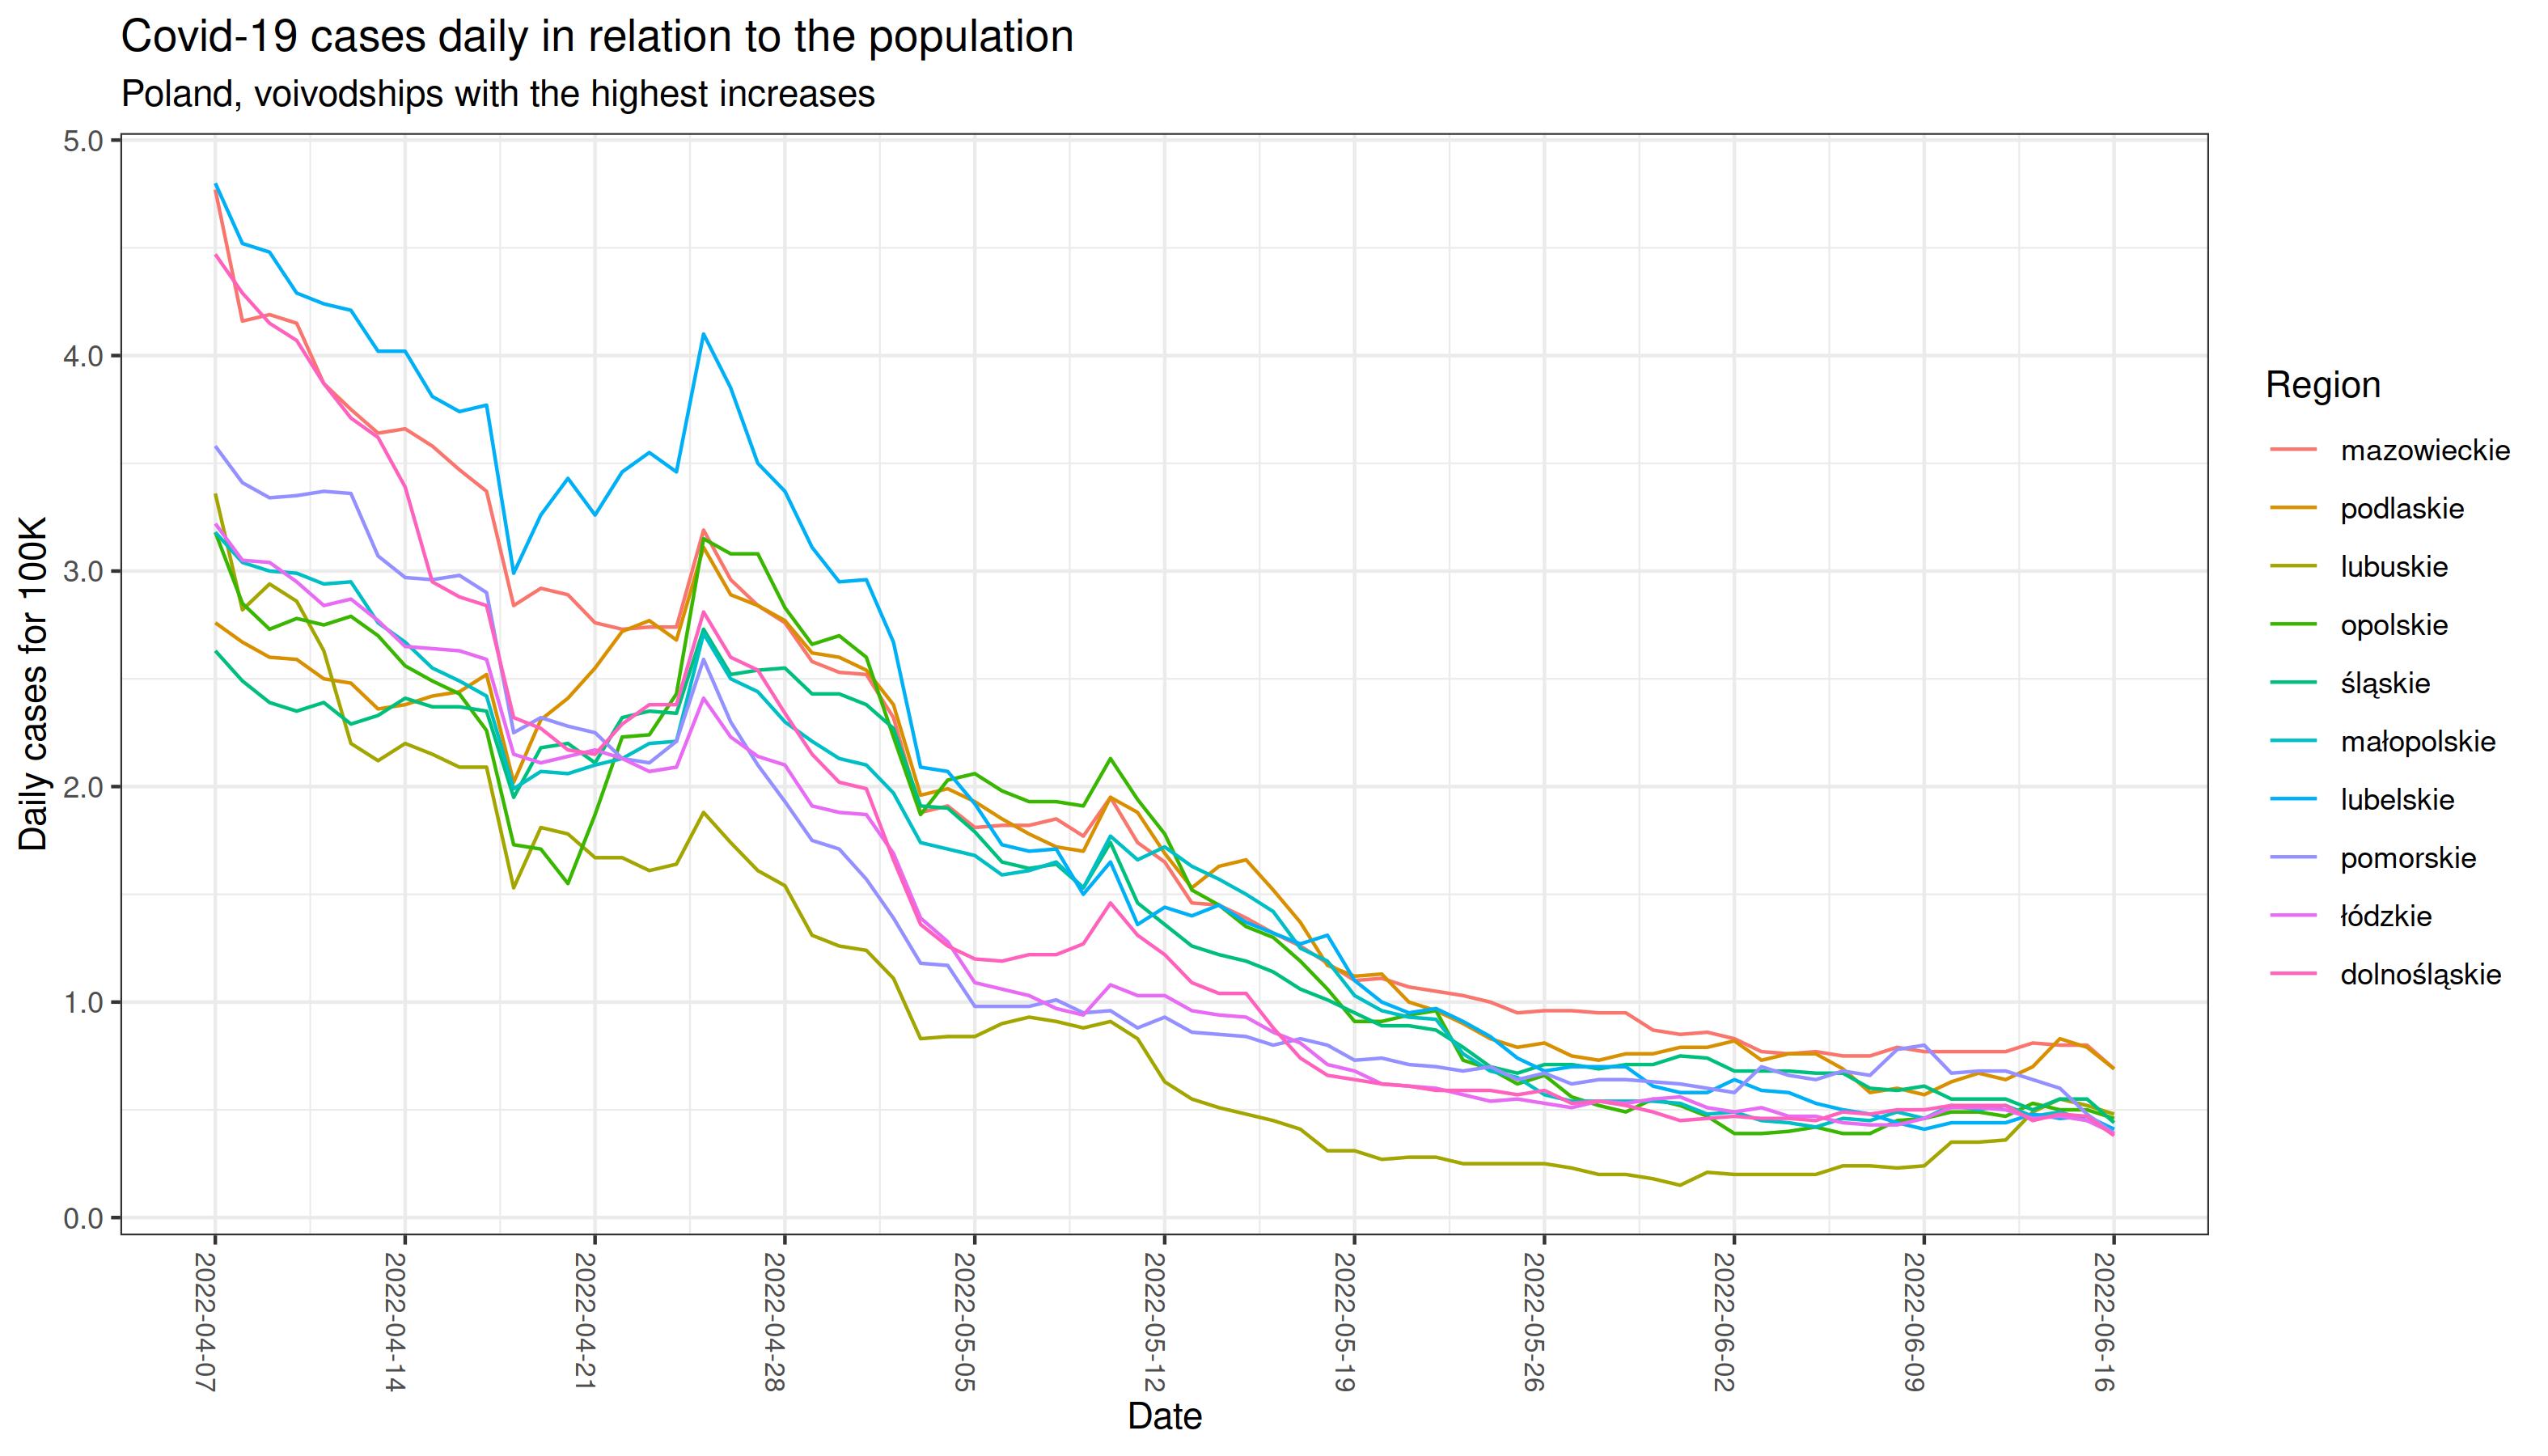 Covid-19 cases daily in relation to the population
Poland, voivodships with the highest increases
Daily cases for 100K
5.0
4.0
3.0
2.0
1.0
0.0
2022-04-07
2022-04-14
2022-04-21
2022-04-28
2022-05-05
2022-05-12
2022-05-19
2022-05-26
2022-06-02
2022-06-09
2022-06-16
Date
Region
mazowieckie
podlaskie
lubuskie
opolskie
śląskie
małopolskie
lubelskie
pomorskie
łódzkie
dolnośląskie